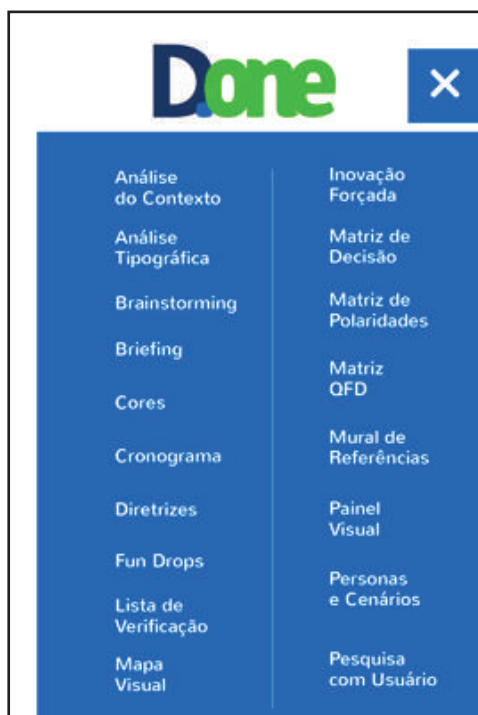 D.one
Análise
do Contexto
Análise
Tipográfica
Brainstorming
Briefing
Cores
Cronograma
Diretrizes
Fun Drops
Lista de
Verificação
Mapa
Visual
Inovação
Forçada
Matriz de
Decisão
Matriz de
Polaridades
Matriz
QFD
Mural de
Referências
Painel
Visual
Personas
e Cenários
Pesquisa
com Usuário